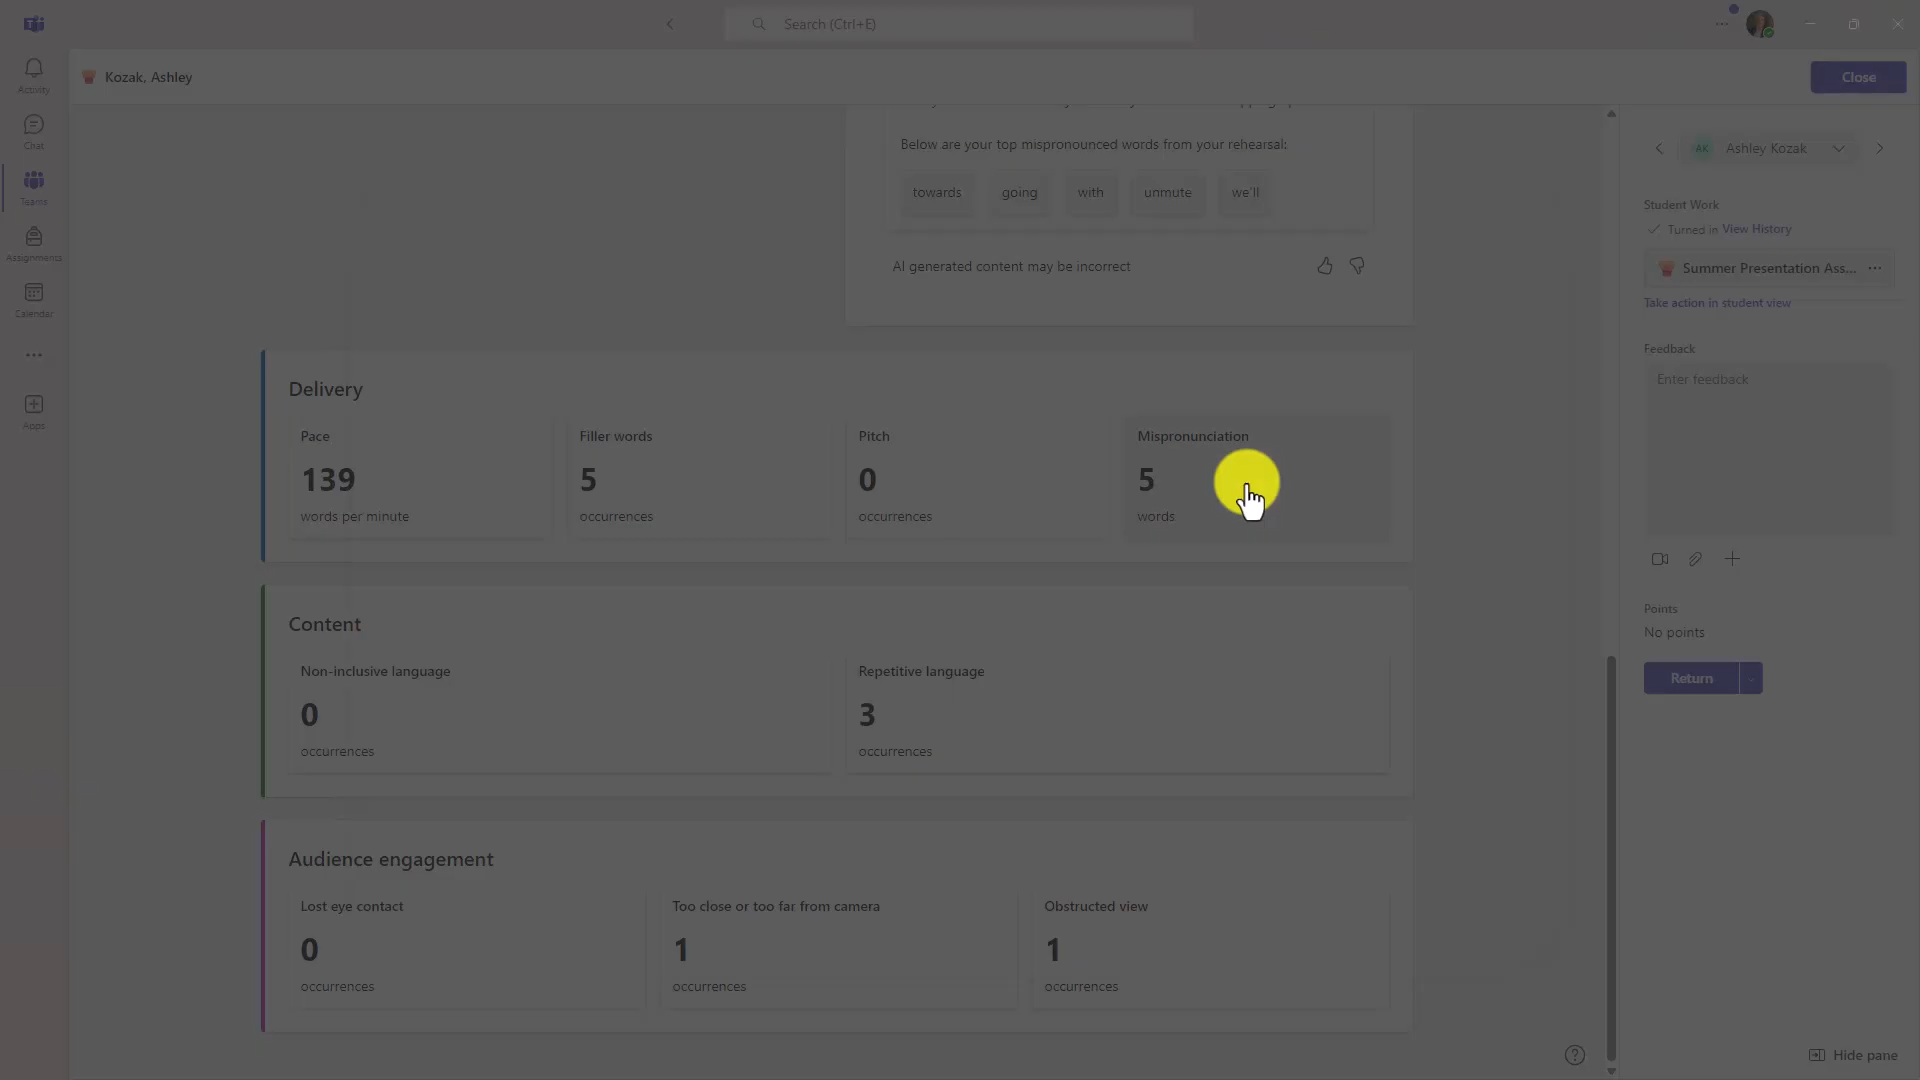 Search (Ctrl+E)
Activity
Chat
Teams
Assignments
Calendar
Apps
Kozak, Ashley
Close
Below are your top mispronounced words from your rehearsal:
towards going with unmute we'll
AI generated content may be incorrect
Delivery
Pace
139
words per minute
Filler words
5
occurrences
Pitch
0
occurrences
Mispronunciation
5
words
Content
Non-inclusive language
0
occurrences
Repetitive language
3
occurrences
Audience engagement
Lost eye contact
0
occurrences
Too close or too far from camera
1
occurrences
Obstructed view
1
occurrences
AK Ashley Kozak
Student Work
Turned in View History
Summer Presentation Ass...
Take action in student view
Feedback
Enter feedback
Points
No points
Return
Hide pane